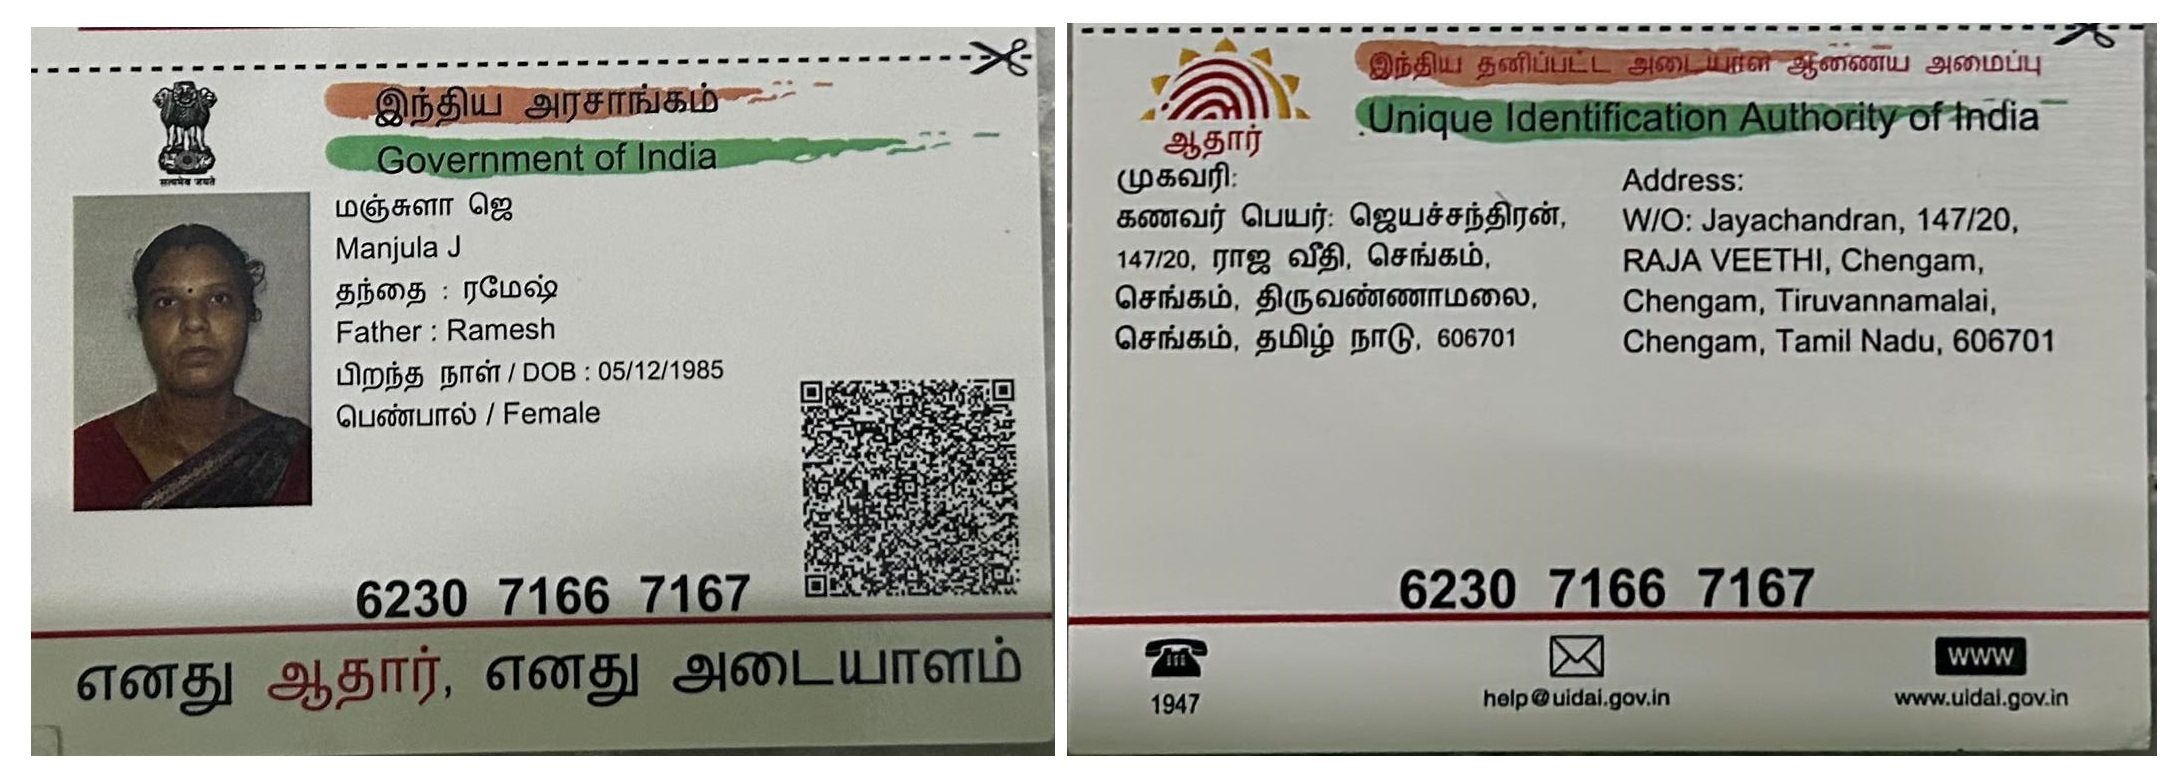 இந்திய அரசாங்கம்
Government of India
सत्यमेव जयते
மஞ்சுளா ஜெ
Manjula J
தந்தை : ரமேஷ்
Father : Ramesh
பிறந்த நாள் / DOB : 05/12/1985
பெண்பால் / Female
6230 7166 7167
எனது ஆதார், எனது அடையாளம்
இந்திய தனிப்பட்ட அடையாள ஆணைய அமைப்பு
Unique Identification Authority of India
ஆதார்
முகவரி:
கணவர் பெயர்: ஜெயச்சந்திரன்,
147/20, ராஜ வீதி, செங்கம்,
செங்கம், திருவண்ணாமலை,
செங்கம், தமிழ் நாடு, 606701
Address:
W/O: Jayachandran, 147/20,
RAJA VEETHI, Chengam,
Chengam, Tiruvannamalai,
Chengam, Tamil Nadu, 606701
6230 7166 7167
1947
help@uidai.gov.in
www
www.uidai.gov.in